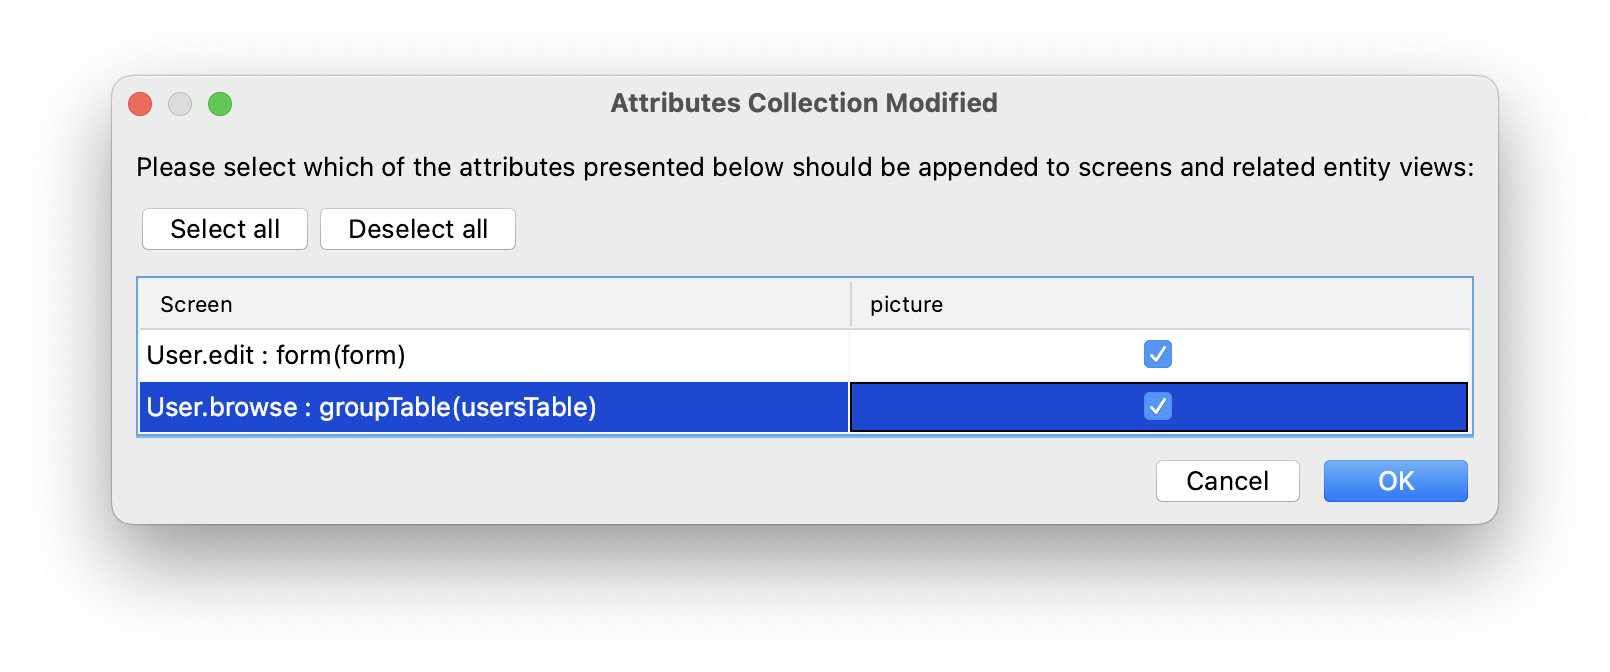 Attributes Collection Modified
Please select which of the attributes presented below should be appended to screens and related entity views:
Select all Deselect all
Screen picture
User.edit : form(form)
User.browse : groupTable(usersTable)
Cancel OK